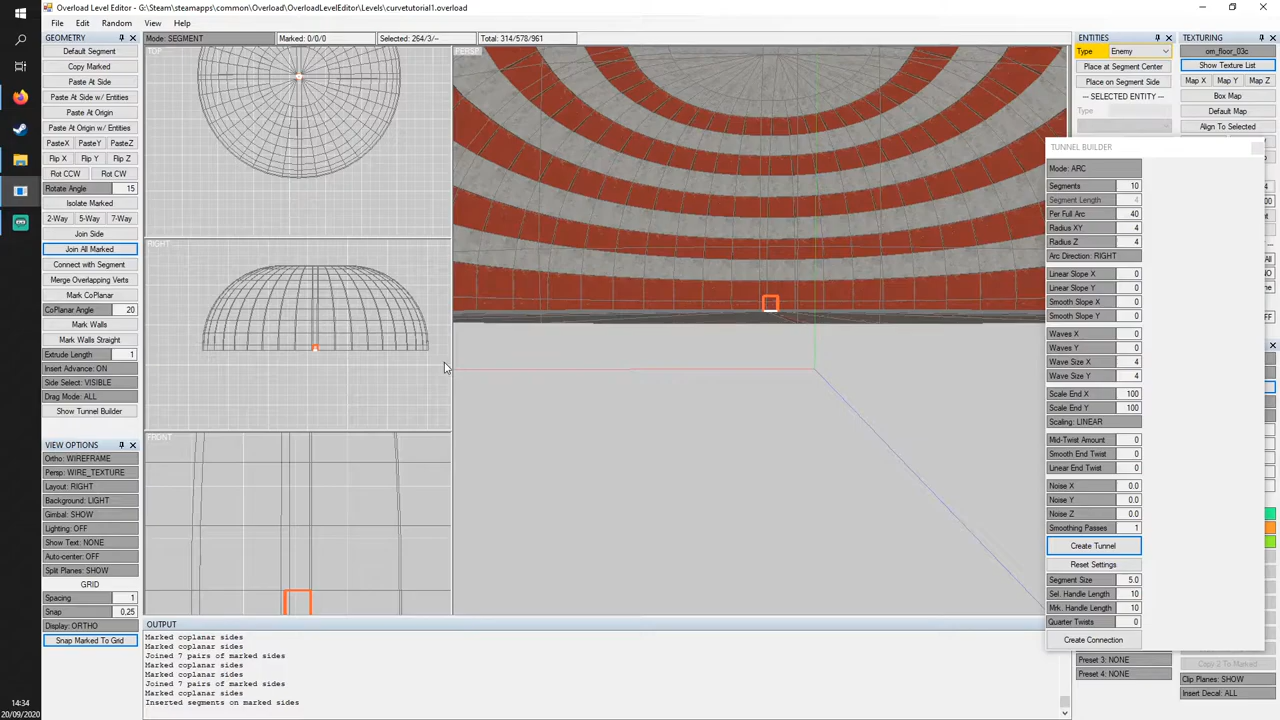 Overload Level Editor - G:\Steam\steamapps\common\Overload\OverloadLevelEditor\Levels\curvetutorial1.overload
File Edit Random View Help
GEOMETRY
Default Segment
Copy Marked
Paste At Side
Paste At Side w/ Entities
Paste At Origin
Paste At Origin w/ Entities
PasteX PasteY PasteZ
Flip X Flip Y Flip Z
Rot CCW Rot CW
Rotate Angle 15
Isolate Marked
2-Way 5-Way 7-Way
Join Side
Join All Marked
Connect with Segment
Merge Overlapping Verts
Mark CoPlanar
CoPlanar Angle 20
Mark Walls
Mark Walls Straight
Extrude Length 1
Insert Advance: ON
Side Select: VISIBLE
Drag Mode: ALL
Show Tunnel Builder
VIEW OPTIONS
Ortho: WIREFRAME
Persp: WIRE_TEXTURE
Layout: RIGHT
Background: LIGHT
Gimbal: SHOW
Lighting: OFF
Show Text: NONE
Auto-center: OFF
Split Planes: SHOW
GRID
Spacing 1
Snap 0.25
Display: ORTHO
Snap Marked To Grid
Mode: SEGMENT Marked: 0/0/0 Selected: 264/3/-- Total: 314/578/961
TOP
PERSP
RIGHT
FRONT
OUTPUT
Marked coplanar sides
Marked coplanar sides
Joined 7 pairs of marked sides
Marked coplanar sides
Joined 7 pairs of marked sides
Marked coplanar sides
Inserted segments on marked sides
ENTITIES
Type Enemy
Place at Segment Center
Place on Segment Side
--- SELECTED ENTITY ---
Type
TEXTURING
om_floor_03c
Show Texture List
Map X Map Y Map Z
Box Map
Default Map
Align To Selected
TUNNEL BUILDER
Mode: ARC
Segments 10
Segment Length 4
Per Full Arc 40
Radius XY 4
Radius Z 4
Arc Direction: RIGHT
Linear Slope X 0
Linear Slope Y 0
Smooth Slope X 0
Smooth Slope Y 0
Waves X 0
Waves Y 0
Wave Size X 4
Wave Size Y 4
Scale End X 100
Scale End Y 100
Scaling: LINEAR
Mid-Twist Amount 0
Smooth End Twist 0
Linear End Twist 0
Noise X 0.0
Noise Y 0.0
Noise Z 0.0
Smoothing Passes 1
Create Tunnel
Reset Settings
Segment Size 5.0
Sel. Handle Length 10
Mrk. Handle Length 10
Quarter Twists 0
Create Connection
Preset 3: NONE
Preset 4: NONE
Copy 2 To Marked
Clip Planes: SHOW
Insert Decal: ALL
14:34
20/09/2020